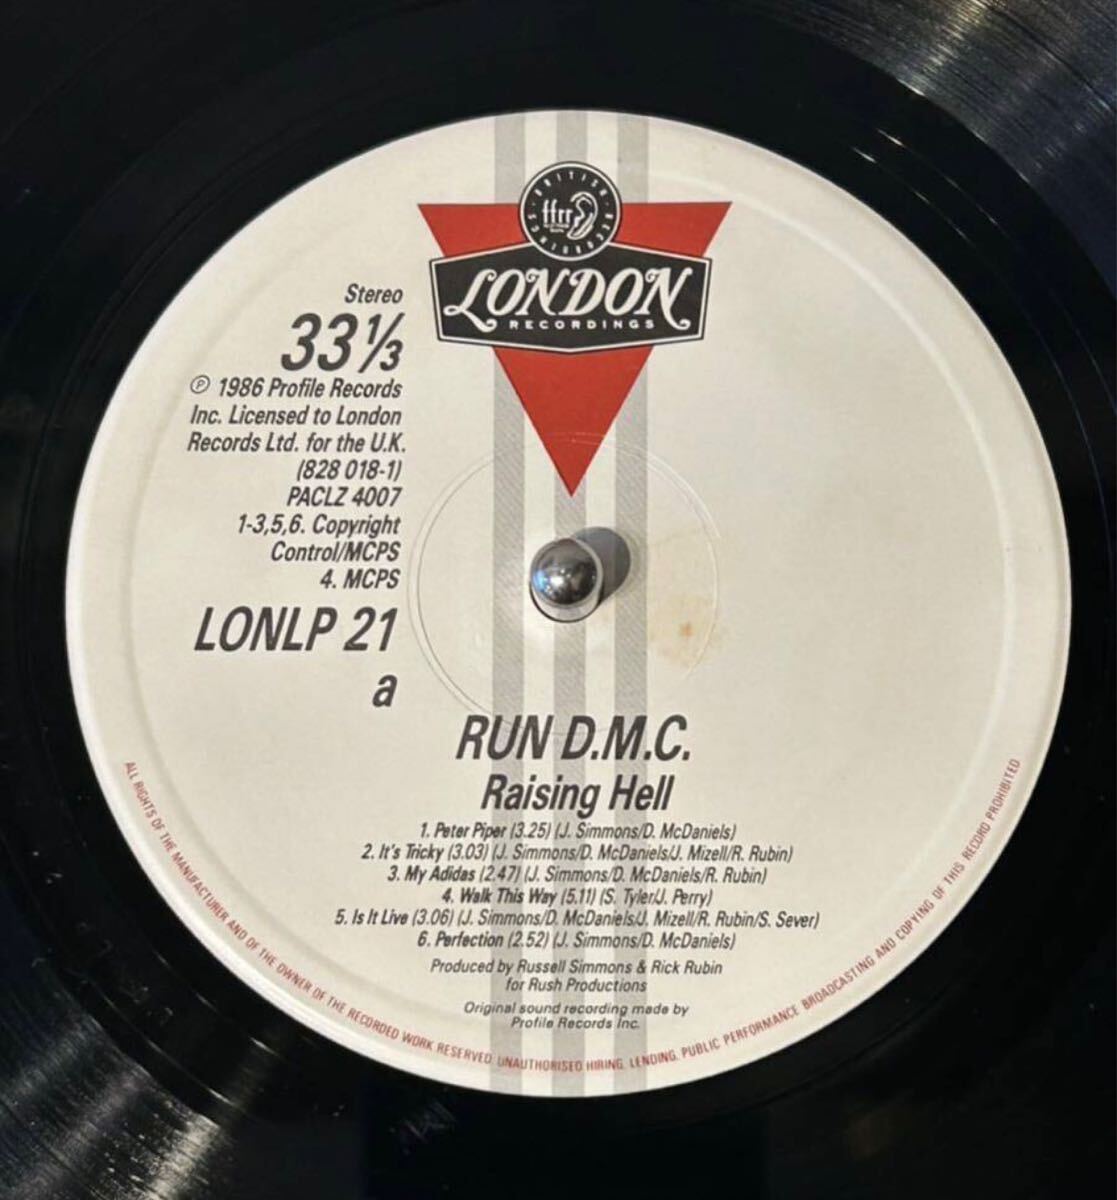 BRITISH · RECORDINGS ·
ffrr
LONDON
RECORDINGS
Stereo
33 1/3
℗ 1986 Profile Records
Inc. Licensed to London
Records Ltd. for the U.K.
(828 018-1)
PACLZ 4007
1-3,5,6. Copyright
Control/MCPS
4. MCPS
LONLP 21
a
RUN D.M.C.
Raising Hell
1. Peter Piper (3.25) (J. Simmons/D. McDaniels)
2. It's Tricky (3.03) (J. Simmons/D. McDaniels/J. Mizell/R. Rubin)
3. My Adidas (2.47) (J. Simmons/D. McDaniels/R. Rubin)
4. Walk This Way (5.11) (S. Tyler/J. Perry)
5. Is It Live (3.06) (J. Simmons/D. McDaniels/J. Mizell/R. Rubin/S. Sever)
6. Perfection (2.52) (J. Simmons/D. McDaniels)
Produced by Russell Simmons & Rick Rubin
for Rush Productions
Original sound recording made by
Profile Records Inc.
ALL RIGHTS OF THE MANUFACTURER AND OF THE OWNER OF THE RECORDED WORK RESERVED. UNAUTHORISED HIRING, LENDING, PUBLIC PERFORMANCE BROADCASTING AND COPYING OF THIS RECORD PROHIBITED